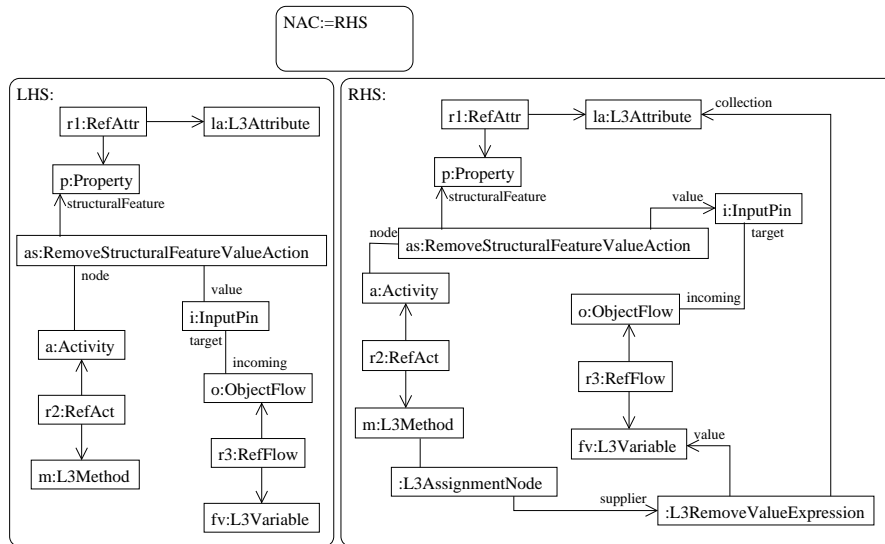 NAC:=RHS
LHS:
r1:RefAttr
la:L3Attribute
p:Property
structuralFeature
as:RemoveStructuralFeatureValueAction
node
value
i:InputPin
target
a:Activity
incoming
o:ObjectFlow
r2:RefAct
r3:RefFlow
m:L3Method
fv:L3Variable
RHS:
collection
r1:RefAttr
la:L3Attribute
p:Property
structuralFeature
value
i:InputPin
node
target
as:RemoveStructuralFeatureValueAction
a:Activity
incoming
o:ObjectFlow
r2:RefAct
r3:RefFlow
m:L3Method
fv:L3Variable
value
:L3AssignmentNode
supplier
:L3RemoveValueExpression